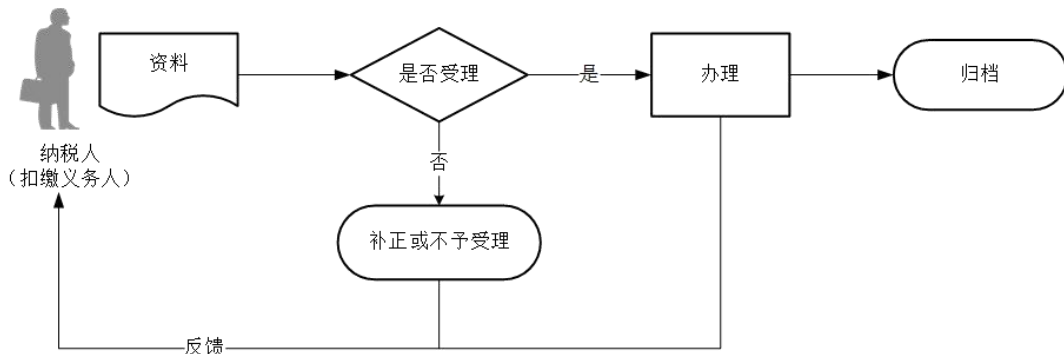 资料
是否受理
是
办理
归档
纳税人
（扣缴义务人）
否
补正或不予受理
反馈